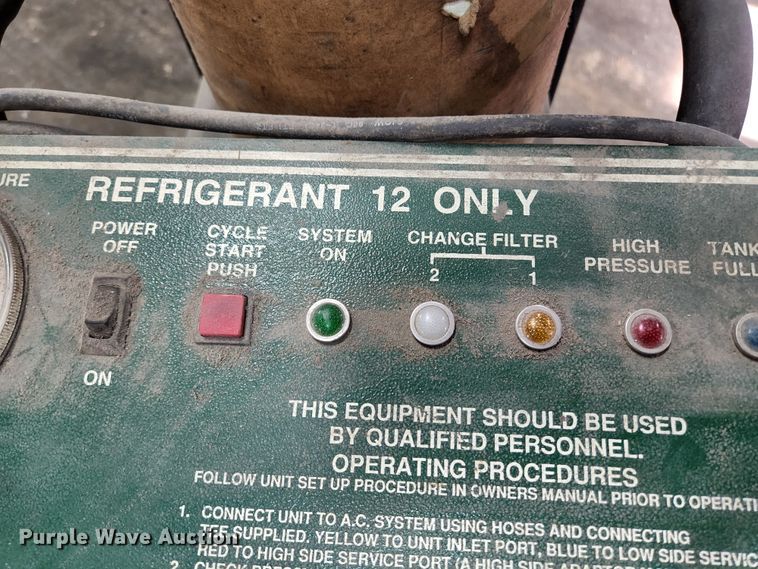 URE
REFRIGERANT 12 ONLY
POWER
OFF
ON
CYCLE
START
PUSH
SYSTEM
ON
CHANGE FILTER
2 1
HIGH
PRESSURE
TANK
FULL
THIS EQUIPMENT SHOULD BE USED
BY QUALIFIED PERSONNEL.
OPERATING PROCEDURES
FOLLOW UNIT SET UP PROCEDURE IN OWNERS MANUAL PRIOR TO OPERATI
1. CONNECT UNIT TO A.C. SYSTEM USING HOSES AND CONNECTING
TEE SUPPLIED. YELLOW TO UNIT INLET PORT, BLUE TO LOW SIDE SERVIC
RED TO HIGH SIDE SERVICE PORT (A HIGH SIDE
2. CHECK
Purple Wave Auction